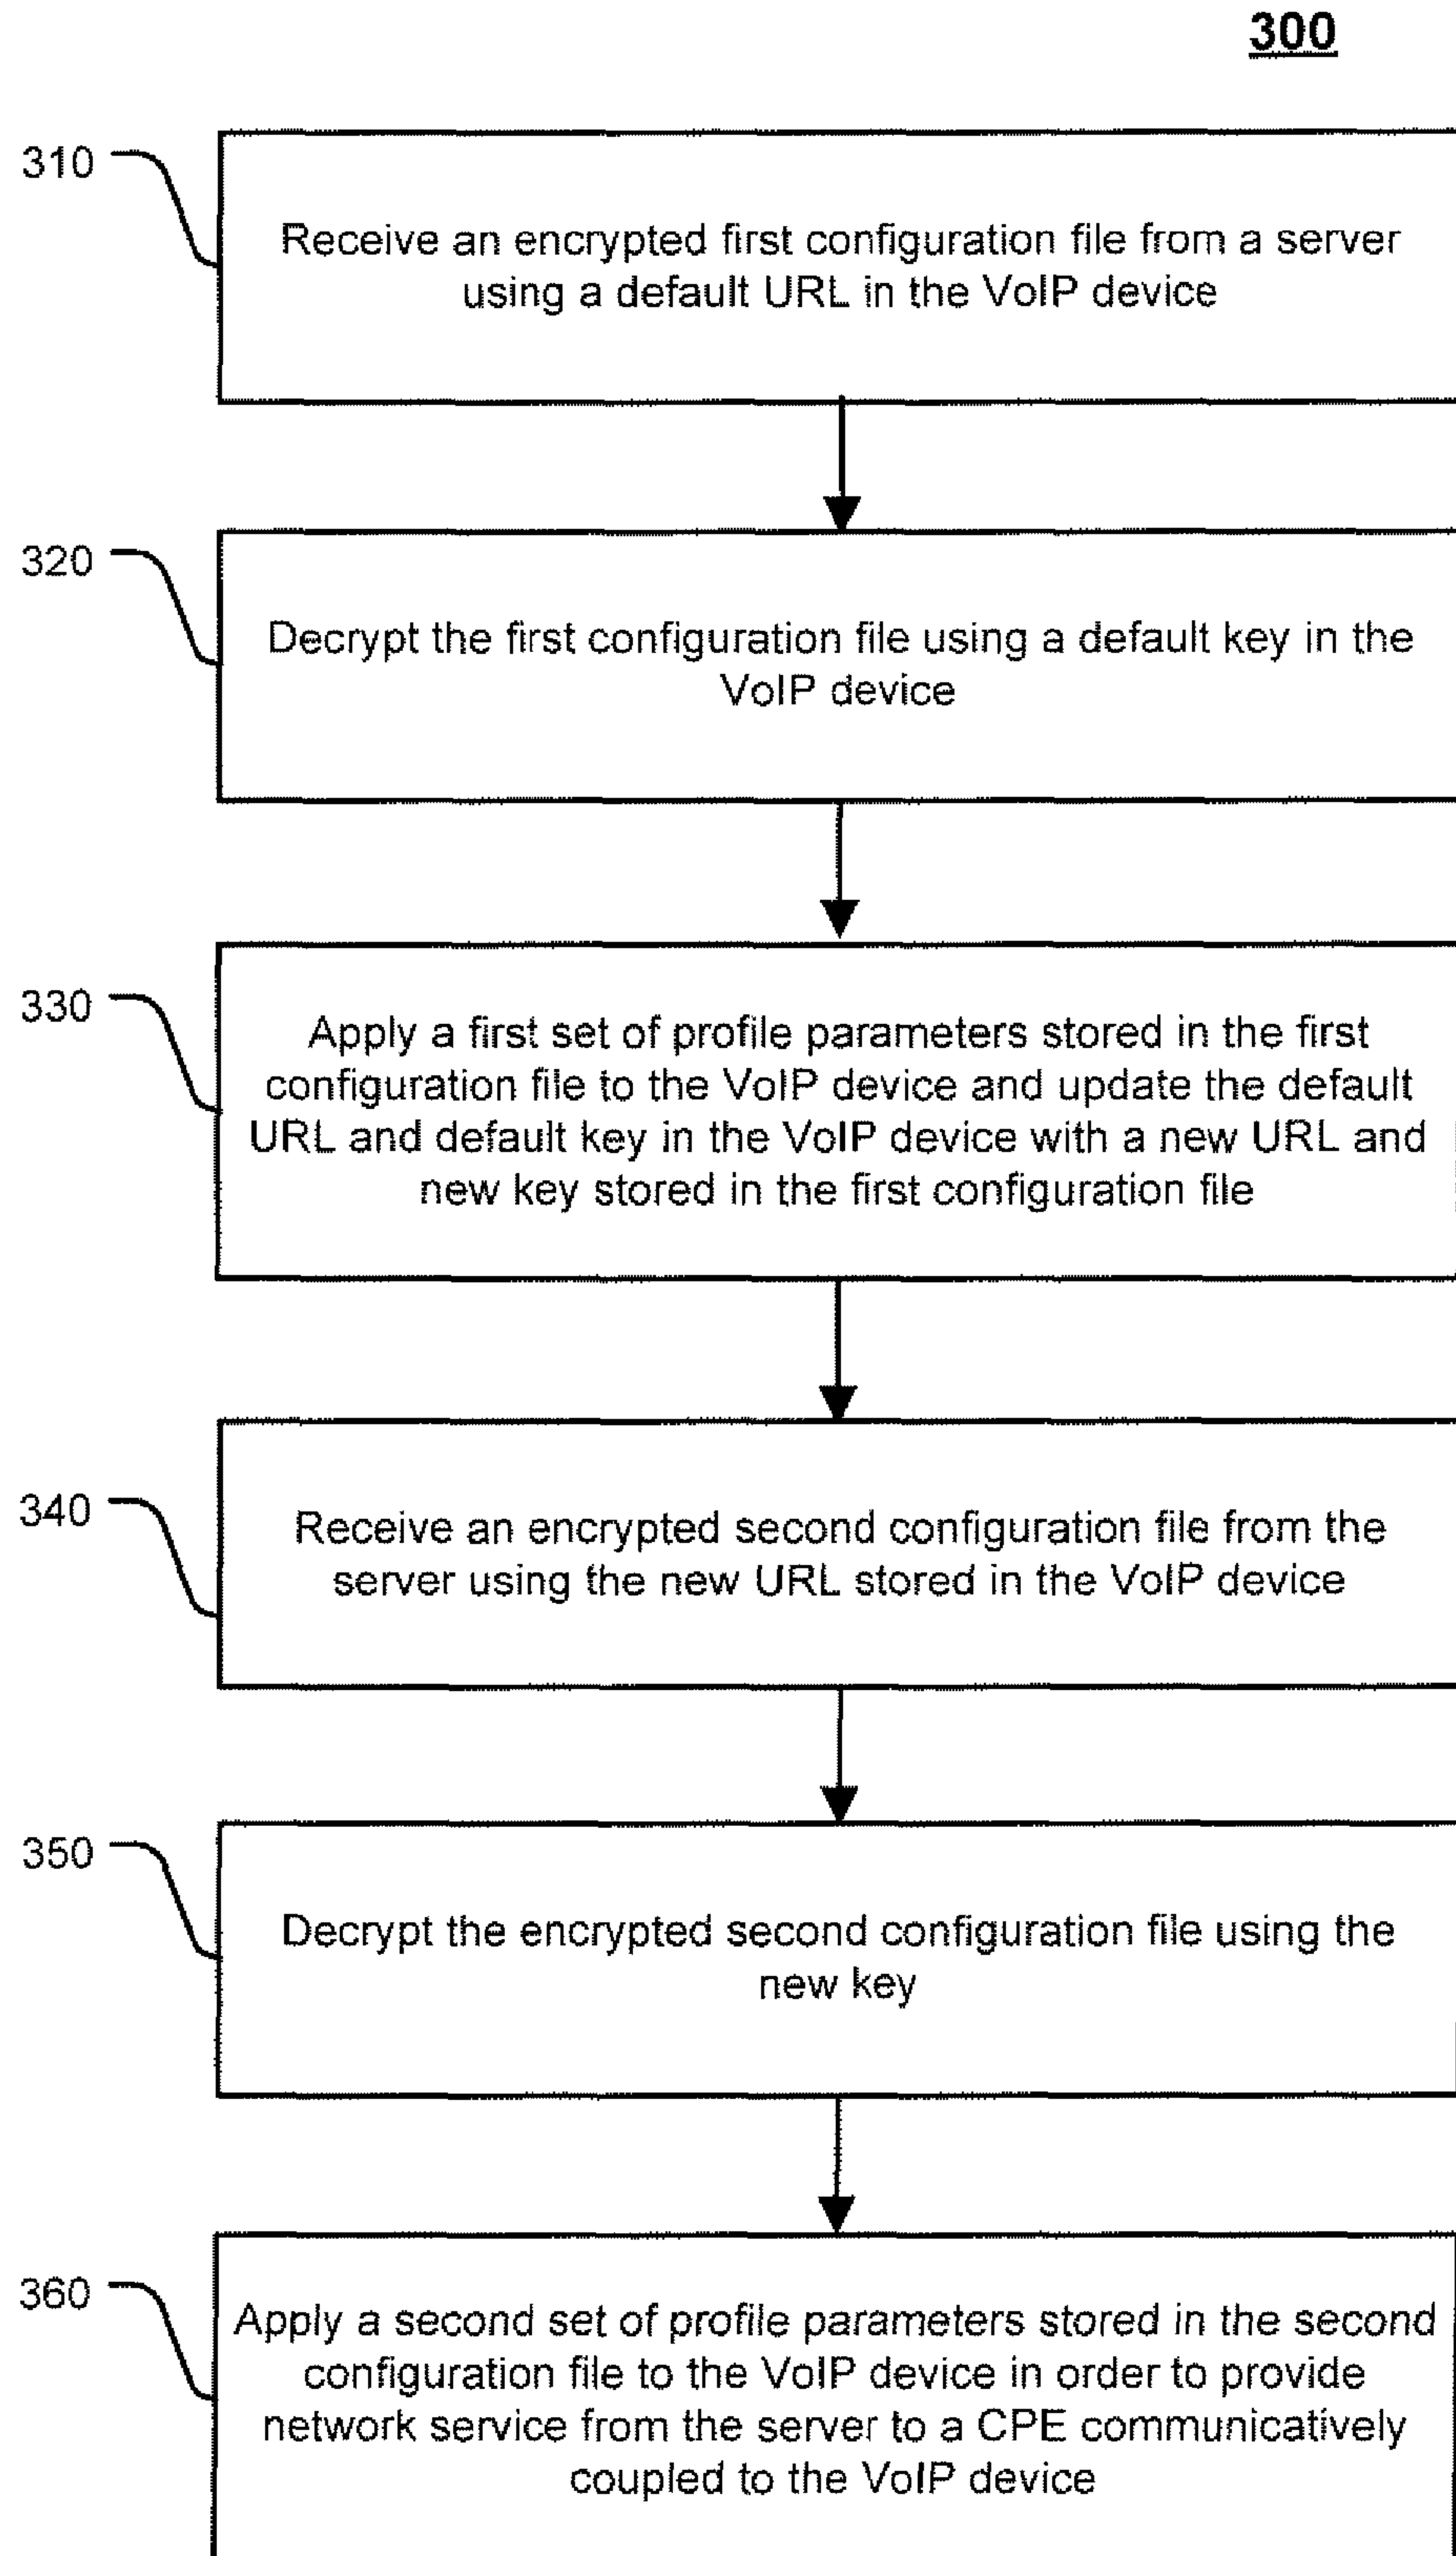 300
310
Receive an encrypted first configuration file from a server
using a default URL in the VoIP device
320
Decrypt the first configuration file using a default key in the
VoIP device
330
Apply a first set of profile parameters stored in the first
configuration file to the VoIP device and update the default
URL and default key in the VoIP device with a new URL and
new key stored in the first configuration file
340
Receive an encrypted second configuration file from the
server using the new URL stored in the VoIP device
350
Decrypt the encrypted second configuration file using the
new key
360
Apply a second set of profile parameters stored in the second
configuration file to the VoIP device in order to provide
network service from the server to a CPE communicatively
coupled to the VoIP device